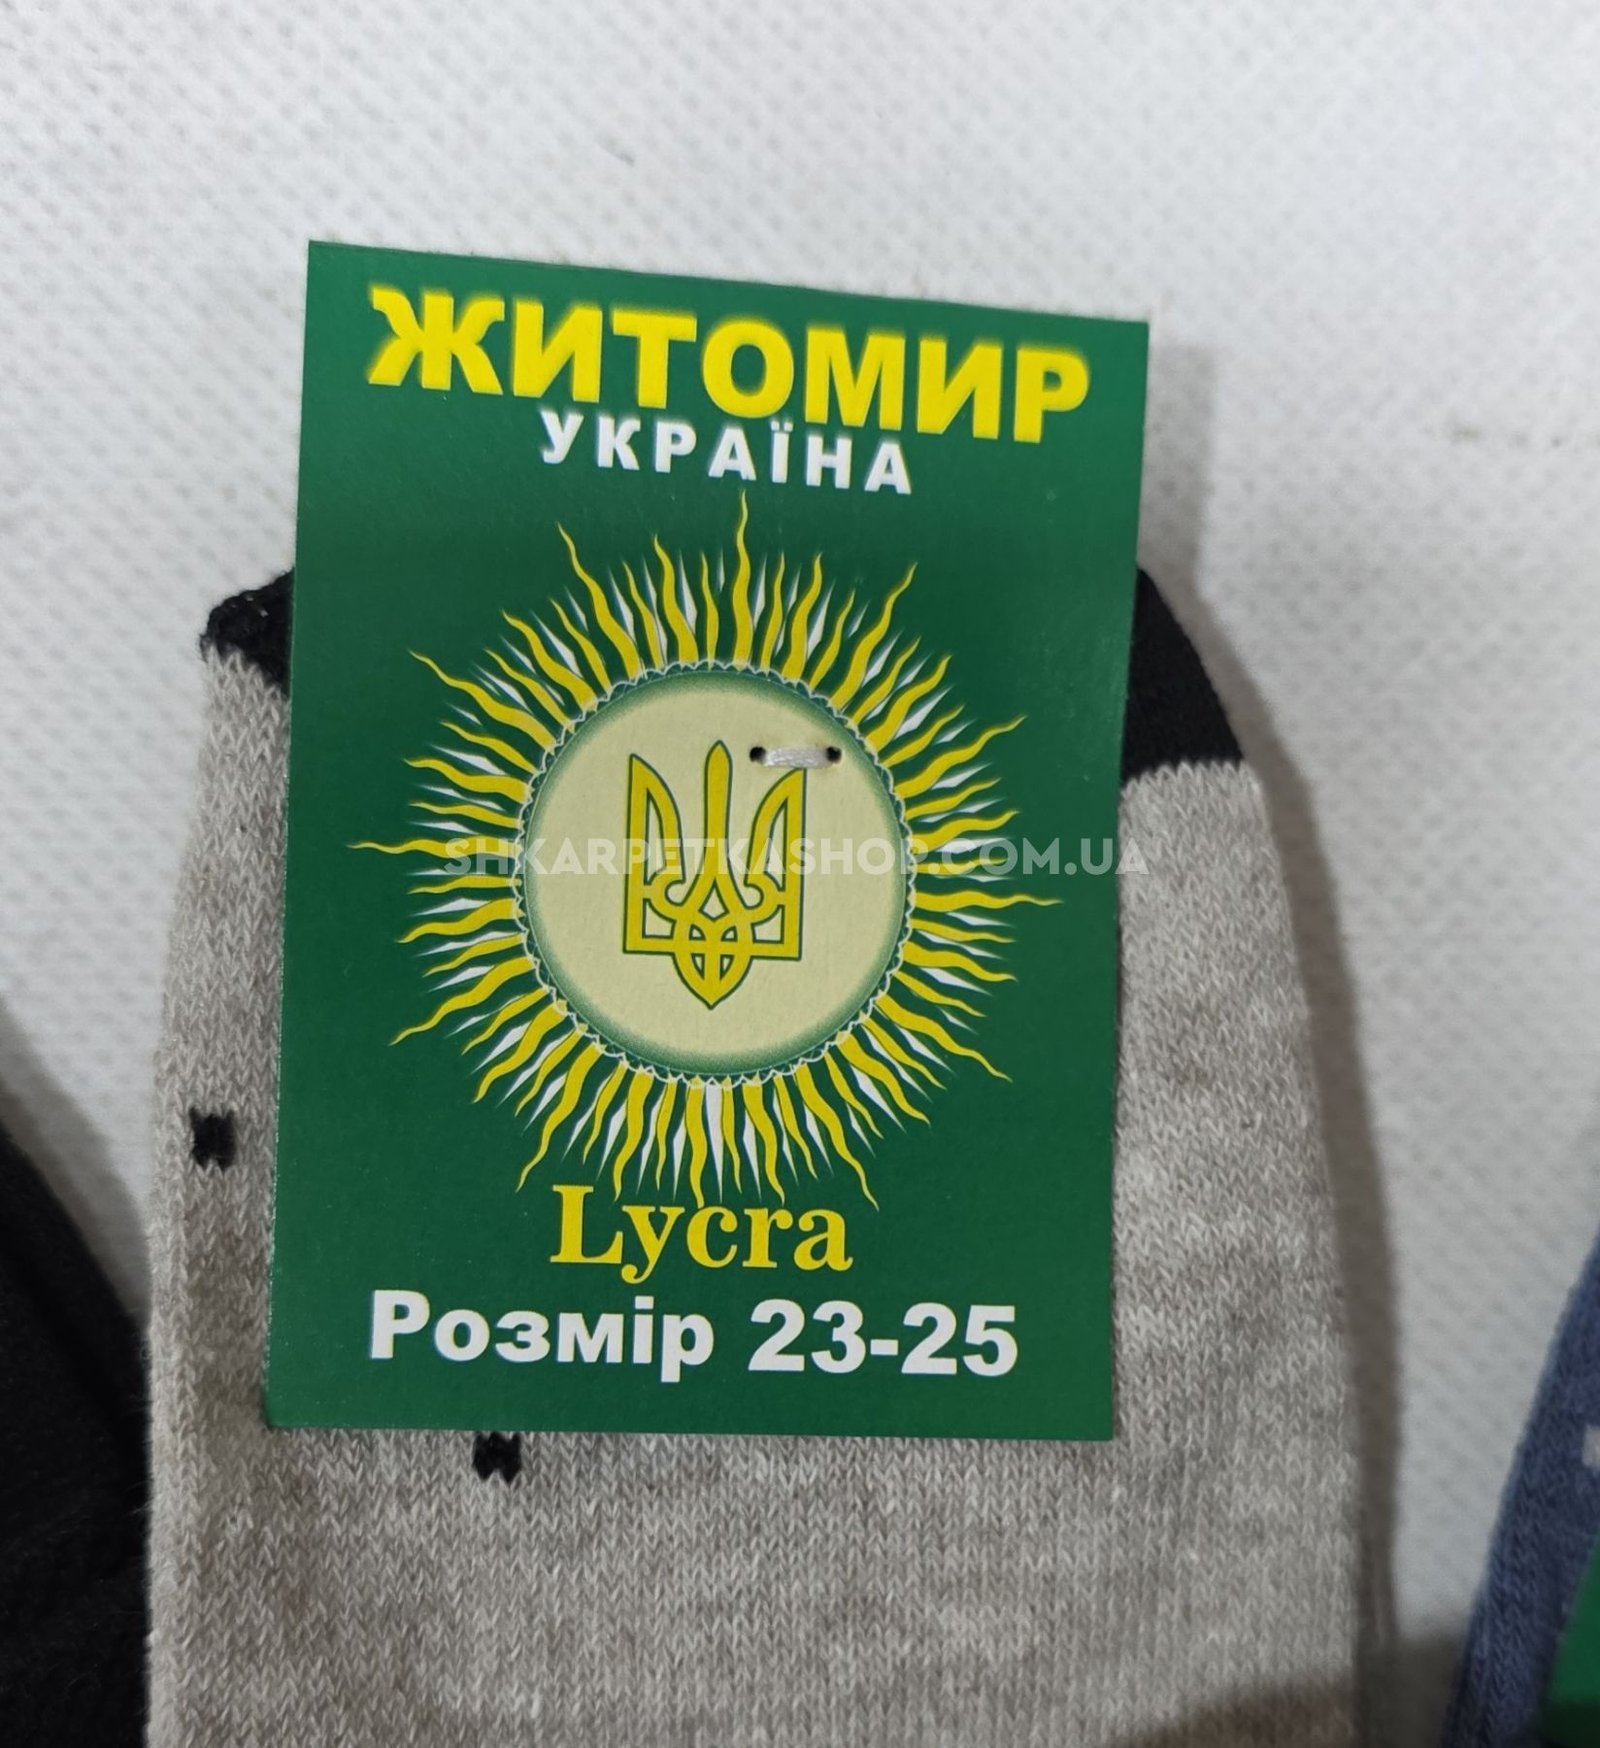 ЖИТОМИР
УКРАЇНА
SHKARPETKASHOP.COM.UA
Lycra
Розмір 23-25